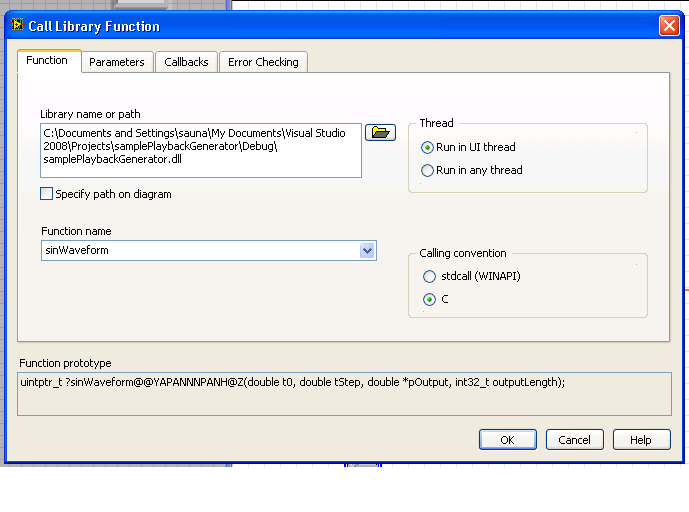 Call Library Function
Function
Parameters
Callbacks
Error Checking
Library name or path
C:\Documents and Settings\sauna\My Documents\Visual Studio
2008\Projects\samplePlaybackGenerator\Debug\
samplePlaybackGenerator.dll
Specify path on diagram
Function name
sinWaveform
Thread
Run in UI thread
Run in any thread
Calling convention
stdcall (WINAPI)
C
Function prototype
uintptr_t ?sinWaveform@@YAPANNNPANH@Z(double t0, double tStep, double *pOutput, int32_t outputLength);
OK
Cancel
Help